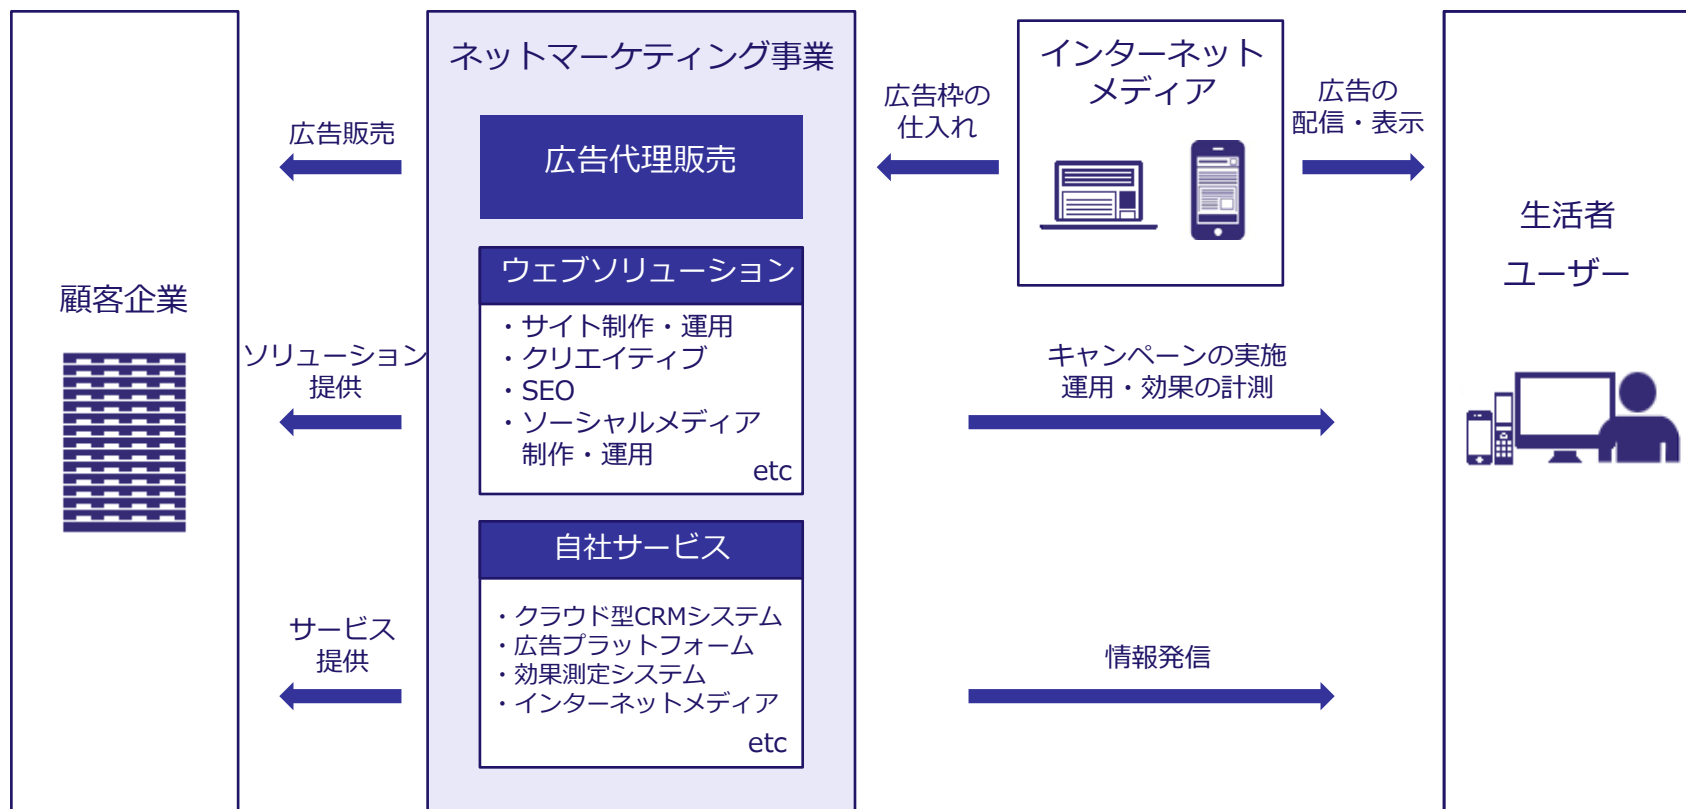 顧客企業
広告販売
ソリューション
提供
サービス
提供
ネットマーケティング事業
広告代理販売
ウェブソリューション
・サイト制作・運用
・クリエイティブ
・SEO
・ソーシャルメディア
制作・運用
etc
自社サービス
・クラウド型CRMシステム
・広告プラットフォーム
・効果測定システム
・インターネットメディア
etc
広告枠の
仕入れ
インターネット
メディア
広告の
配信・表示
キャンペーンの実施
運用・効果の計測
情報発信
生活者
ユーザー